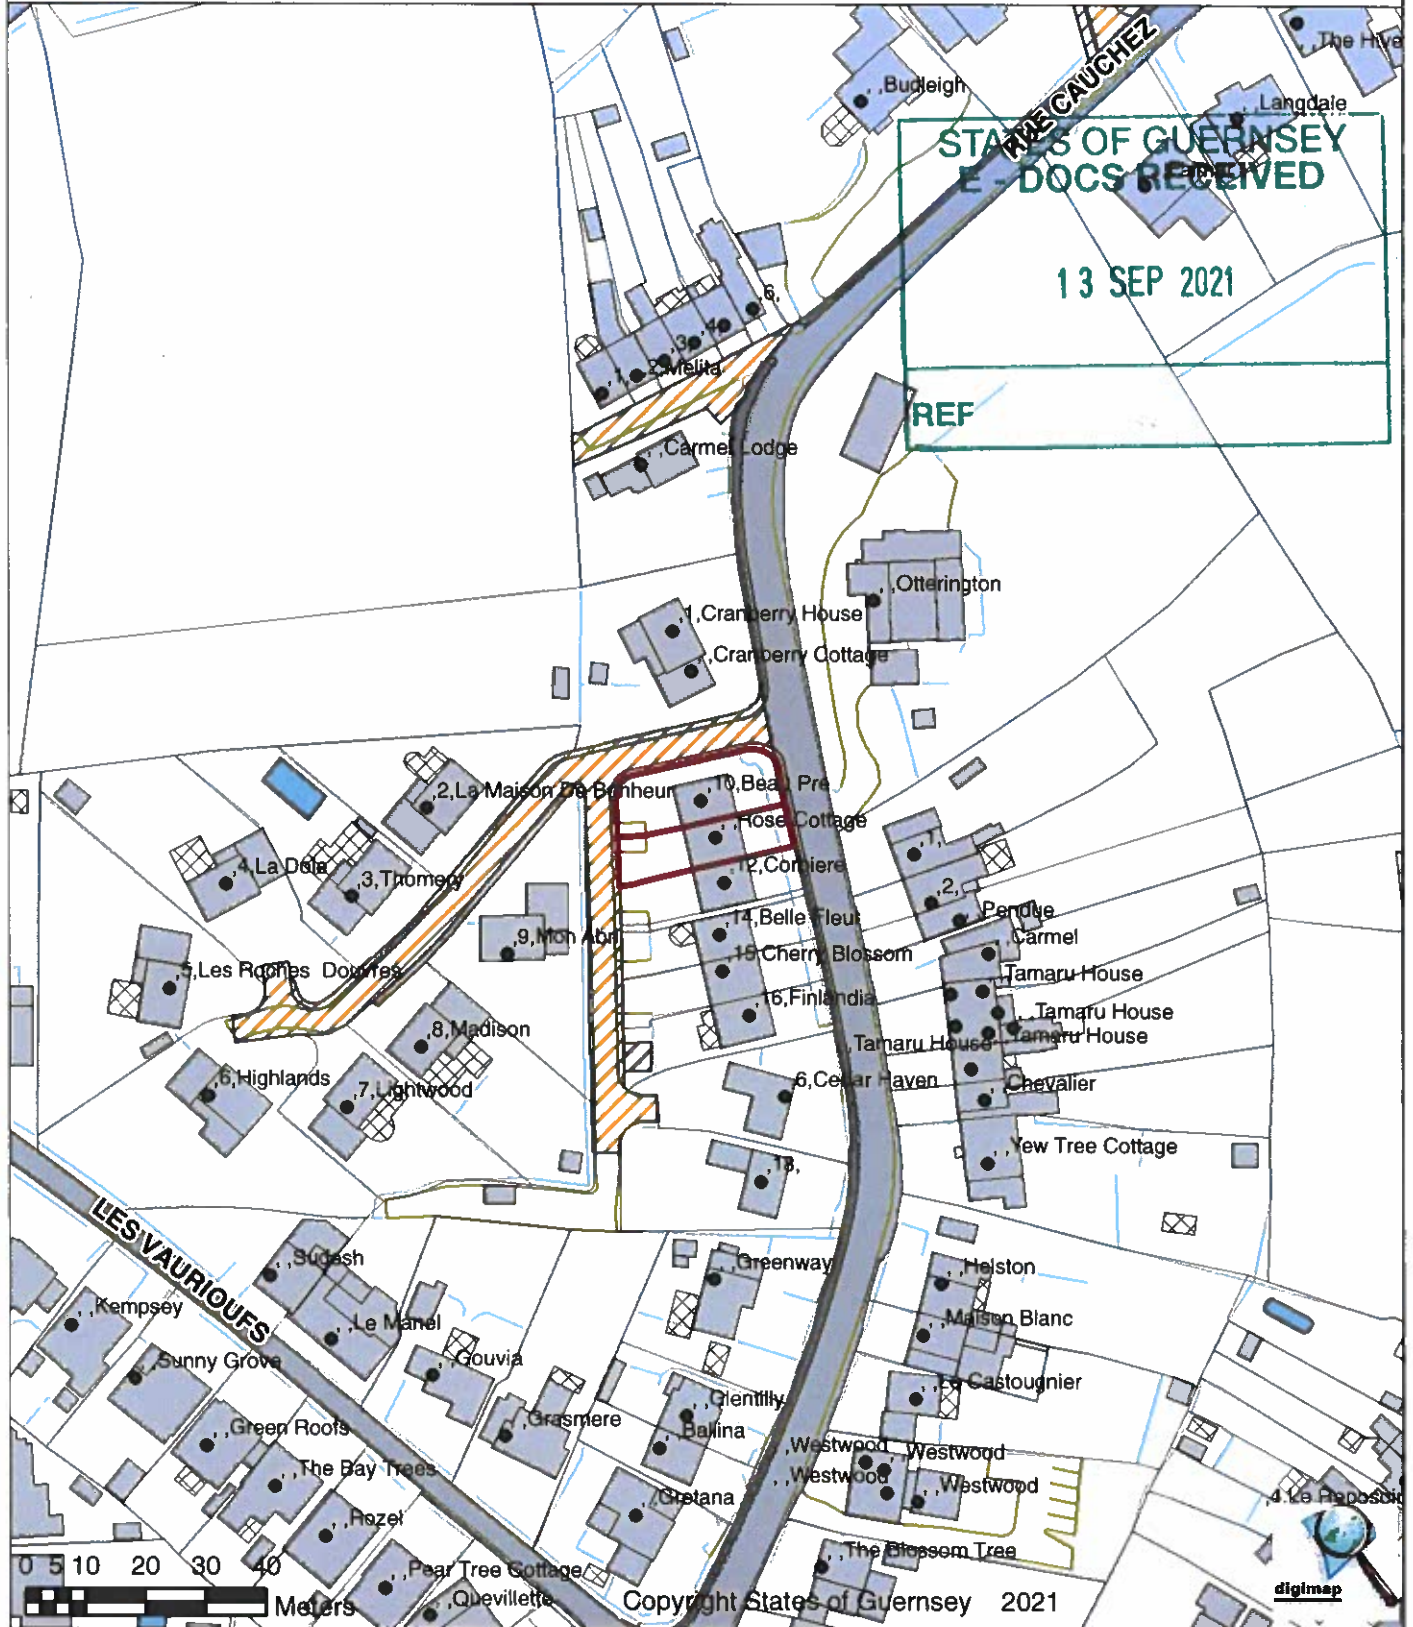 The Hive
RUE CAUCHEZ
,,Budleigh
,,Langdale
STATES OF GUERNSEY
E - DOCS RECEIVED
13 SEP 2021
REF
,6,
,4,
,3,
,2,Melita
,1,
,,Carmel Lodge
,,Otterington
,1,Cranberry House
,,Cranberry Cottage
,10,Beau Pre
,2,La Maison De Bonheur
,,Rose Cottage
,12,Corbiere
,1,
,4,La Dole
,3,Thomery
,2,
,,Pendue
,14,Belle Fleur
,9,Mon Abri
,,Carmel
,15 Cherry Blossom
,5,Les Roches Douvres
Tamaru House
,16,Finlandia
,,Tamaru House
,8,Madison
,Tamaru House
Tamaru House
,6,Highlands
,6,Cedar Haven
,,Chevalier
,7,Lightwood
,,Yew Tree Cottage
,18,
LES VAURIOUFS
,,Sudash
,,Greenway
,,Helston
,,Kempsey
,,Le Manel
,,Maison Blanc
,,Sunny Grove
,,Gouvia
,,Le Castougnier
,,Glentilly
,,Grasmere
,,Green Roofs
,,Ballina
,,Westwood
,,Westwood
,,The Bay Trees
,,Westwood
,,Westwood
,,Gretana
,4,Le Reposoir
,,Rozel
,,The Blossom Tree
0 5 10 20 30 40
Meters
,,Pear Tree Cottage
,,Quevillette
Copyright States of Guernsey 2021
digimap